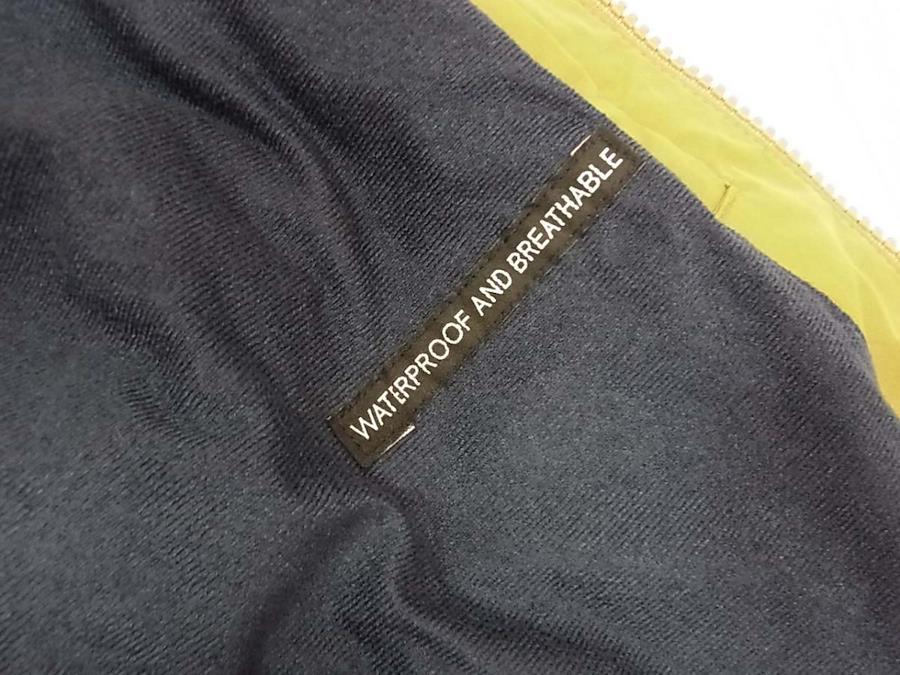 WATERPROOF AND BREATHABLE